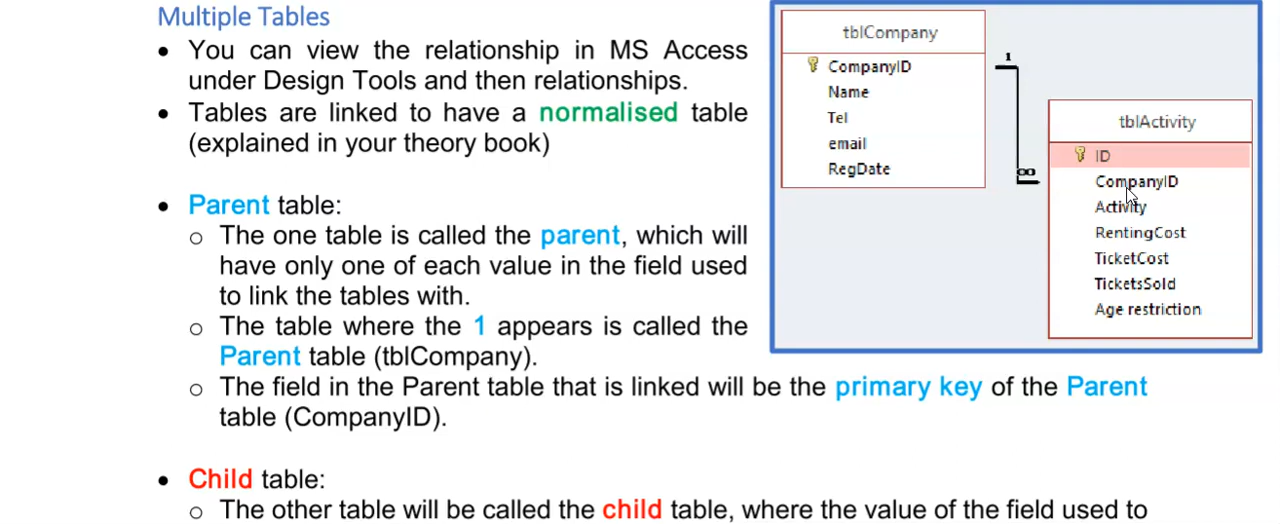 Multiple Tables
• You can view the relationship in MS Access
under Design Tools and then relationships.
• Tables are linked to have a normalised table
(explained in your theory book)
• Parent table:
o The one table is called the parent, which will
have only one of each value in the field used
to link the tables with.
o The table where the 1 appears is called the
Parent table (tblCompany).
o The field in the Parent table that is linked will be the primary key of the Parent
table (CompanyID).
• Child table:
o The other table will be called the child table, where the value of the field used to
tblCompany
CompanyID
Name
Tel
email
RegDate
1
∞
tblActivity
ID
CompanyID
Activity
RentingCost
TicketCost
TicketsSold
Age restriction